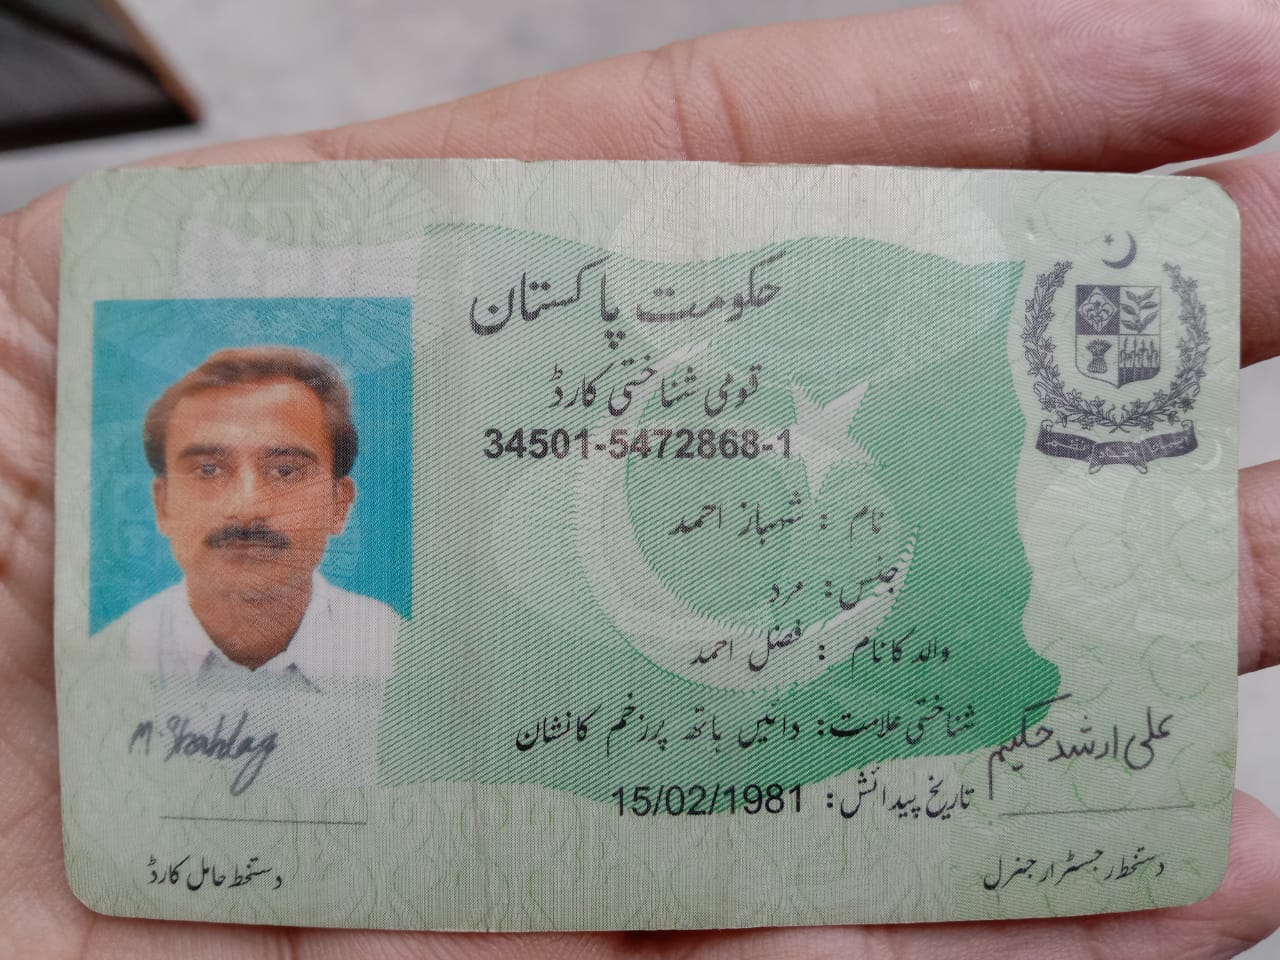 حکومت پاکستان
قومی شناختی کارڈ
34501-5472868-1
نام : شہباز احمد
جنس: مرد
والد کا نام : فضل احمد
شناختی علامت: دائیں ہاتھ پر زخم کا نشان
تاریخ پیدائش: 15/02/1981
علی ارشد حکیم
دستخط حامل کارڈ
دستخط رجسٹرار جنرل